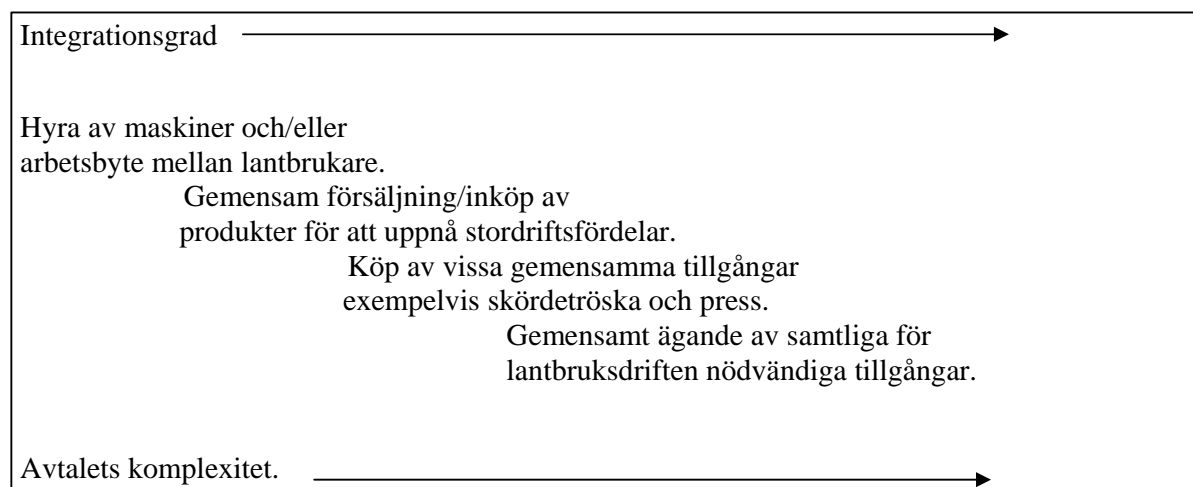 Integrationsgrad
Hyra av maskiner och/eller
arbetsbyte mellan lantbrukare.
Gemensam försäljning/inköp av
produkter för att uppnå stordriftsfördelar.
Köp av vissa gemensamma tillgångar
exempelvis skördetröska och press.
Gemensamt ägande av samtliga för
lantbruksdriften nödvändiga tillgångar.
Avtalets komplexitet.